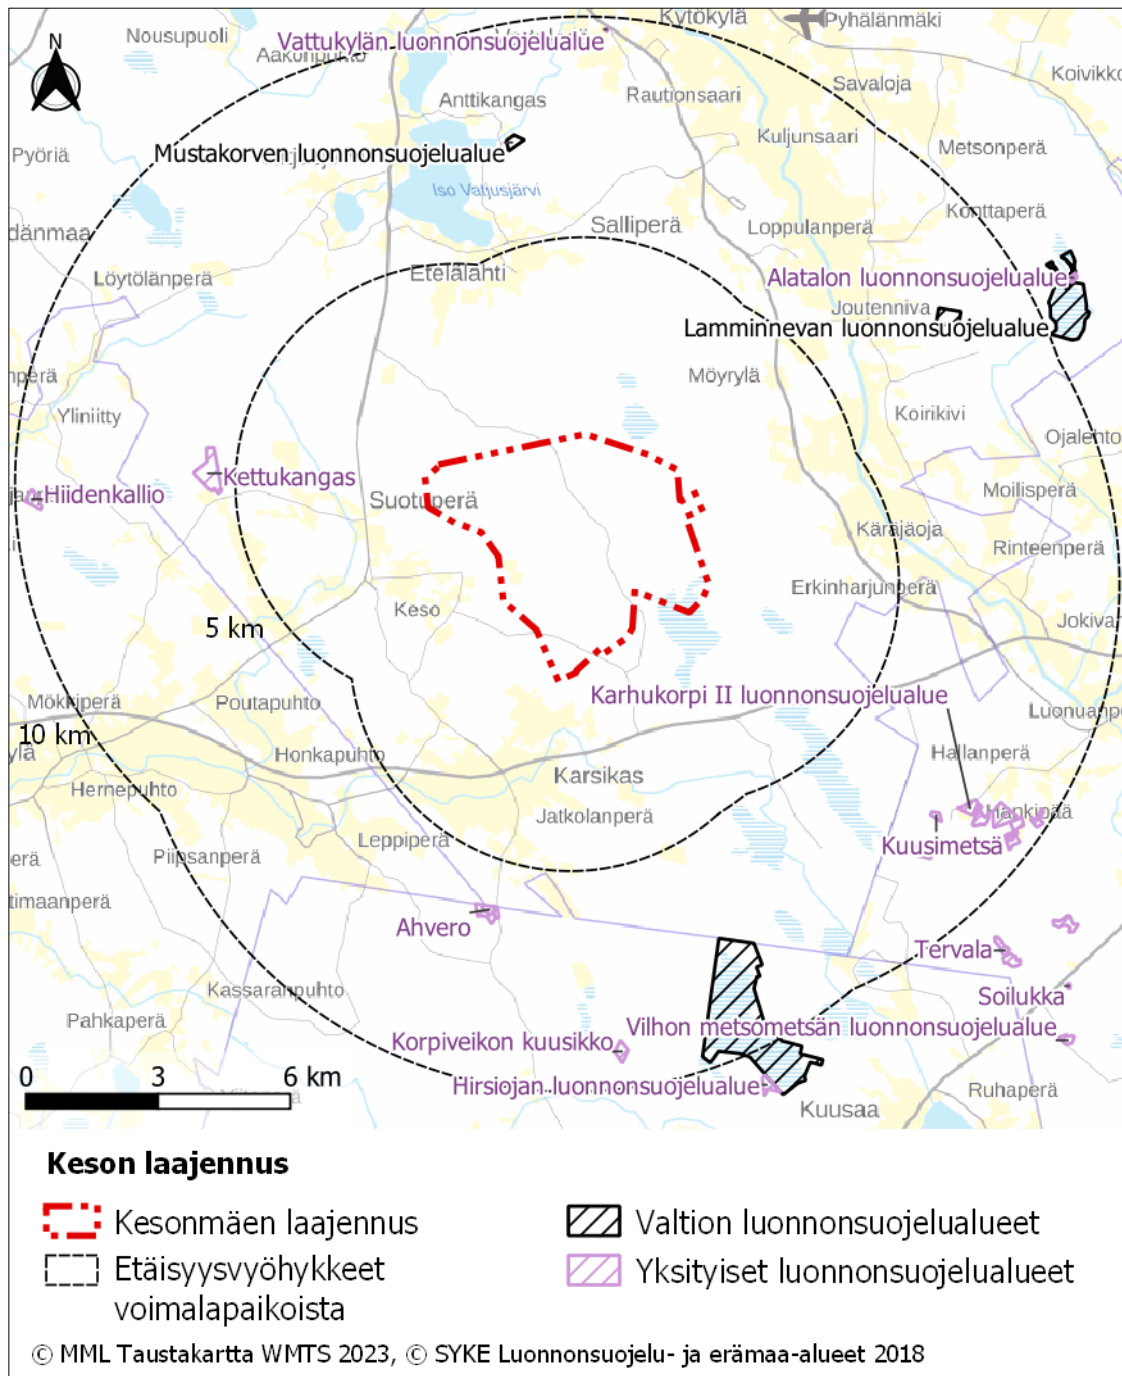 Nousupuoli
Vattukylän luonnonsuojelualue
Kytökylä
Pyhälänmäki
N
Aakonpuhto
Koivikko
Savaloja
Anttikangas
Rautionsaari
Kuljunsaari
Pyöriä
Mustakorven luonnonsuojelualue
Metsonperä
Iso Vatjusjärvi
Konttaperä
Salliperä
Loppulanperä
dänmaa
Löytölänperä
Etelälahti
Alatalon luonnonsuojelualue
Joutenniva
Lamminnevan luonnonsuojelualue
nperä
Möyrylä
Yliniitty
Koirikivi
Ojalehto
Kettukangas
Hiidenkallio
Suotuperä
Moilisperä
Käräjäoja
Rinteenperä
Erkinharjunperä
Keso
5 km
Jokiva
Karhukorpi II luonnonsuojelualue
Mökkiperä
Poutapuhto
Luonuanpe
10 km
ylä
Honkapuhto
Hallanperä
Karsikas
Hernepuhto
Jatkolanperä
Hankipää
Leppiperä
Kuusimetsä
Piipsanperä
erä
timaanperä
Ahvero
Tervala
Kassaranpuhto
Soilukka
Pahkaperä
Vilhon metsometsän luonnonsuojelualue
Korpiveikon kuusikko
0 3 6 km
Hirsiojan luonnonsuojelualue
Ruhaperä
Kuusaa
Keson laajennus
Kesonmäen laajennus
Etäisyysvyöhykkeet
voimalapaikoista
Valtion luonnonsuojelualueet
Yksityiset luonnonsuojelualueet
© MML Taustakartta WMTS 2023, © SYKE Luonnonsuojelu- ja erämaa-alueet 2018